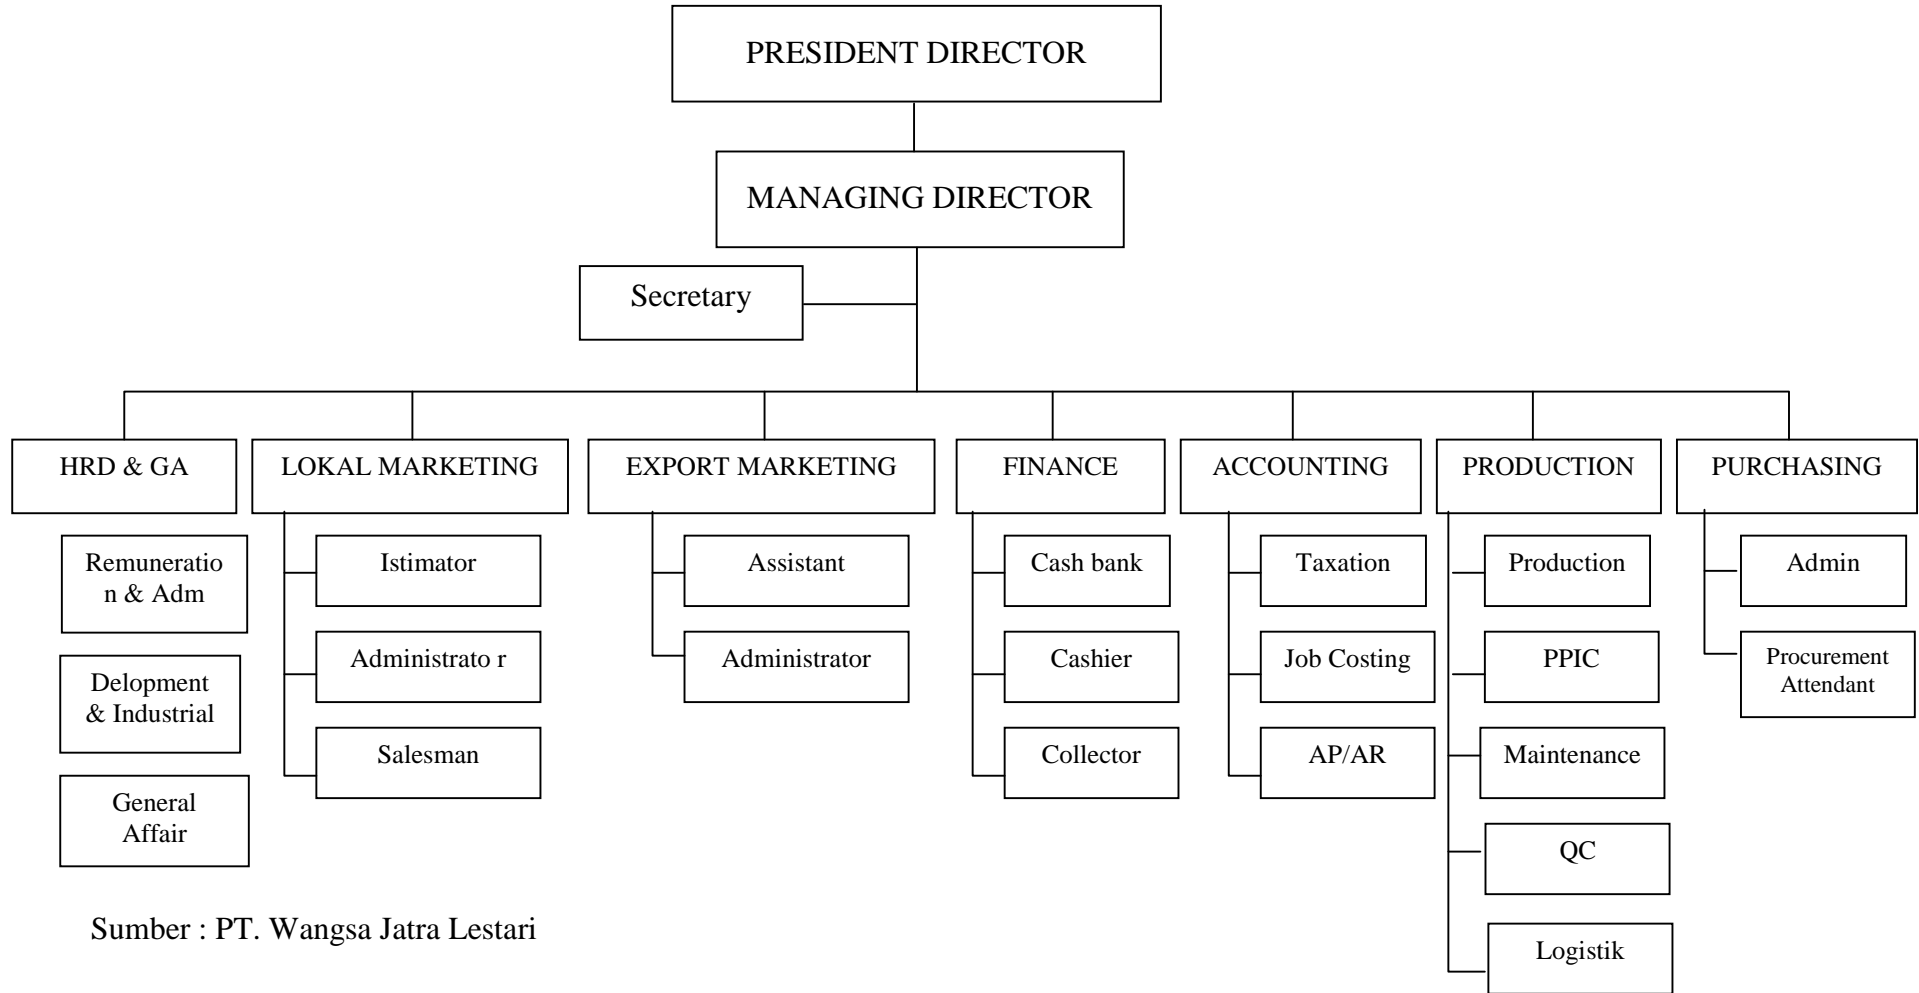 PRESIDENT DIRECTOR
MANAGING DIRECTOR
Secretary
HRD & GA
LOKAL MARKETING
EXPORT MARKETING
FINANCE
ACCOUNTING
PRODUCTION
PURCHASING
Remuneratio
n & Adm
Delopment
& Industrial
General
Affair
Istimator
Administrato r
Salesman
Assistant
Administrator
Cash bank
Cashier
Collector
Taxation
Job Costing
AP/AR
Production
PPIC
Maintenance
QC
Logistik
Admin
Procurement
Attendant
Sumber : PT. Wangsa Jatra Lestari